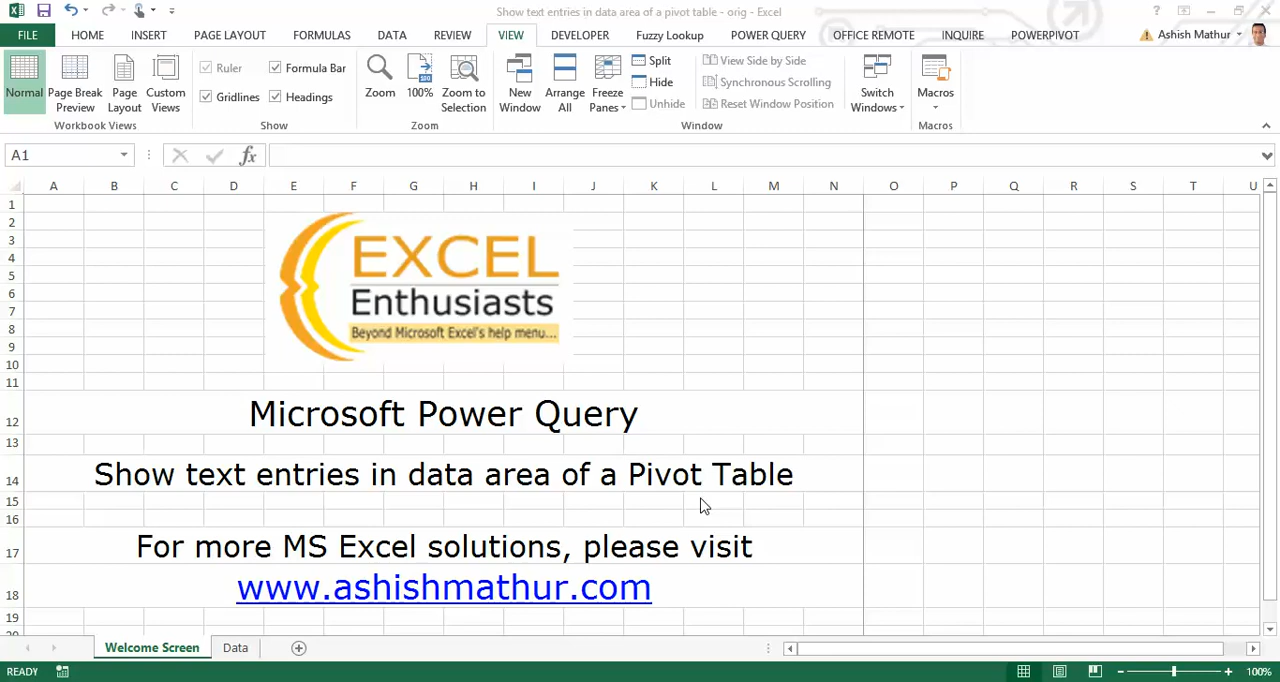 Show text entries in data area of a pivot table - orig - Excel
FILE HOME INSERT PAGE LAYOUT FORMULAS DATA REVIEW VIEW DEVELOPER Fuzzy Lookup POWER QUERY OFFICE REMOTE INQUIRE POWERPIVOT Ashish Mathur
Normal
Page Break Preview
Page Layout
Custom Views
Workbook Views
Ruler
Formula Bar
Gridlines
Headings
Show
Zoom
100%
Zoom to Selection
Zoom
New Window
Arrange All
Freeze Panes
Split
Hide
Unhide
View Side by Side
Synchronous Scrolling
Reset Window Position
Window
Switch Windows
Macros
Macros
A1
fx
A B C D E F G H I J K L M N O P Q R S T U
1
2
3
4
5
6
7
8
9
10
11
12
13
14
15
16
17
18
19
20
EXCEL
Enthusiasts
Beyond Microsoft Excel's help menu...
Microsoft Power Query
Show text entries in data area of a Pivot Table
For more MS Excel solutions, please visit
www.ashishmathur.com
Welcome Screen Data
READY
100%